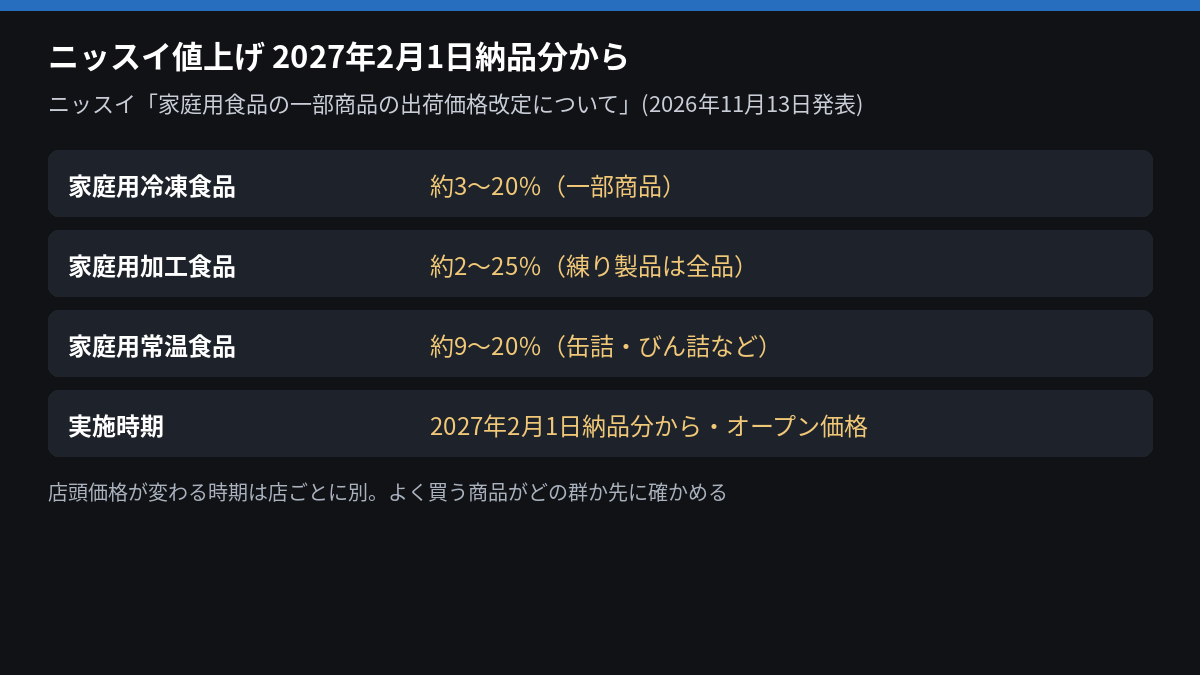 ニッスイ値上げ 2027年2月1日納品分から
ニッスイ「家庭用食品の一部商品の出荷価格改定について」(2026年11月13日発表)
家庭用冷凍食品 約3〜20%（一部商品）
家庭用加工食品 約2〜25%（練り製品は全品）
家庭用常温食品 約9〜20%（缶詰・びん詰など）
実施時期 2027年2月1日納品分から・オープン価格
店頭価格が変わる時期は店ごとに別。よく買う商品がどの群か先に確かめる